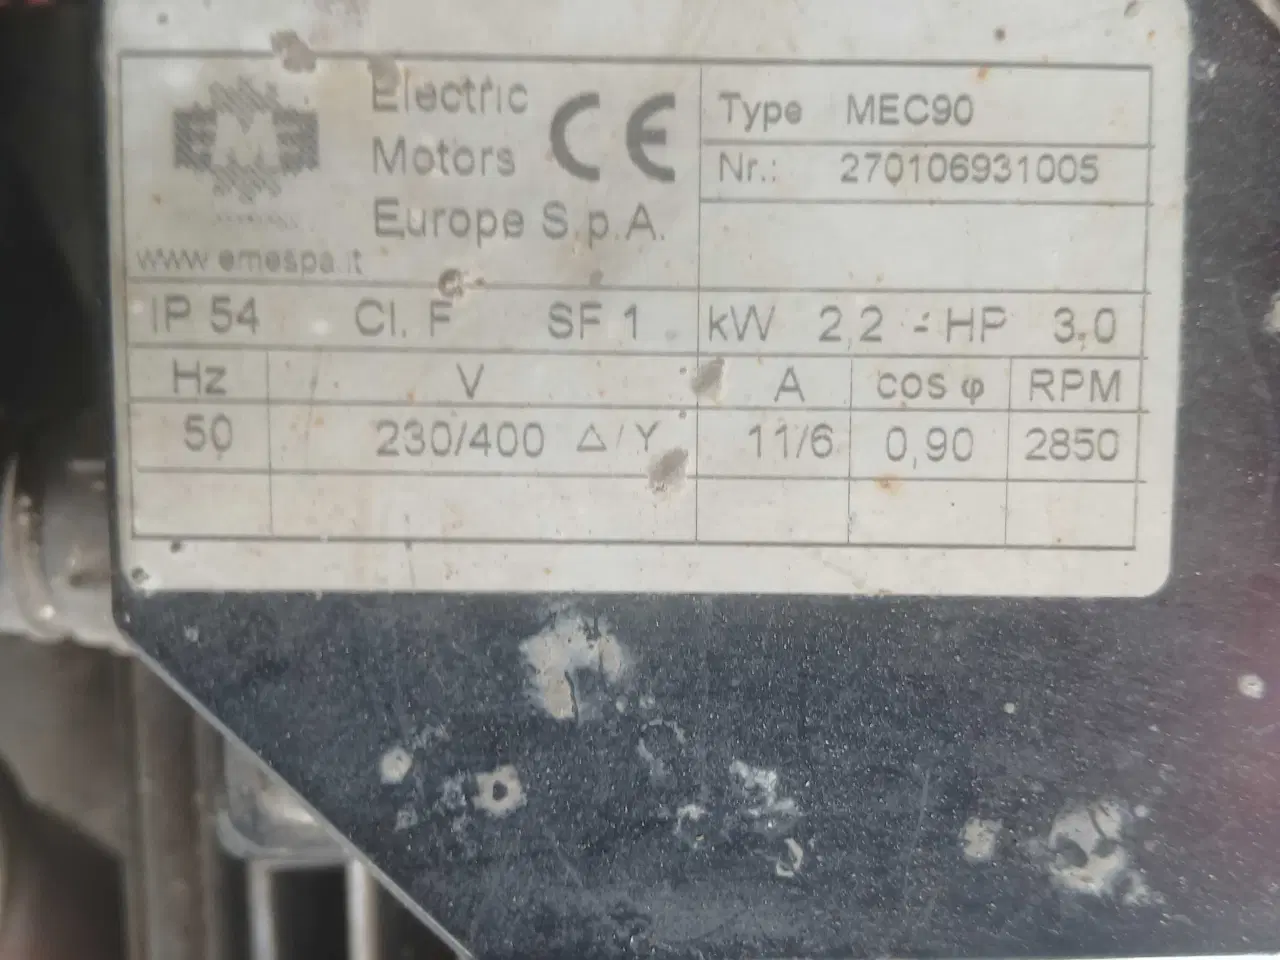 Electric
Motors
Europe S.p.A.
CE
www.emespa.it
Type MEC90
Nr.: 270106931005
IP 54 Cl. F SF 1 kW 2,2 - HP 3,0
Hz V A cos φ RPM
50 230/400 Δ/Y 11/6 0,90 2850